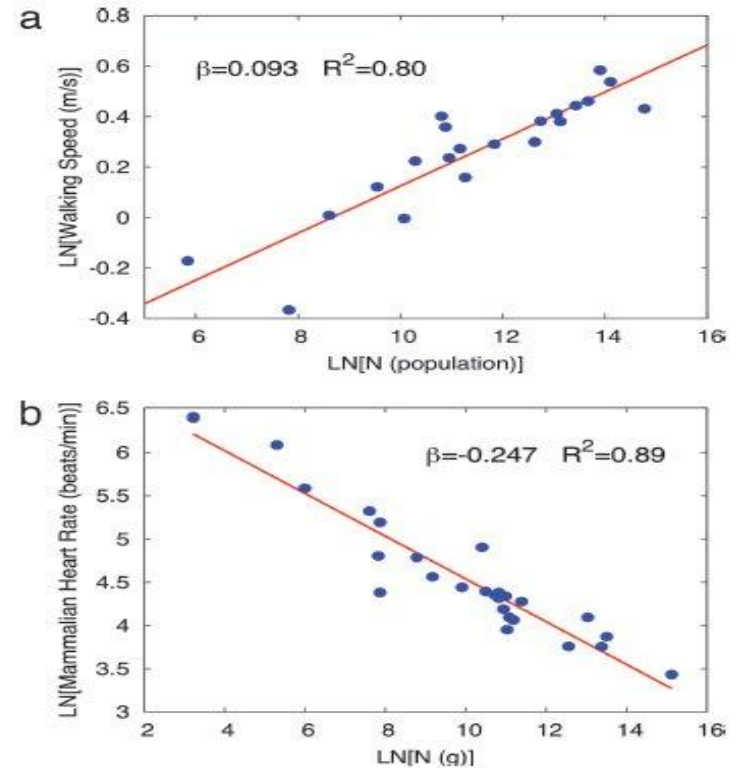 a
0.8
0.6
0.4
0.2
0
-0.2
-0.4
β=0.093 R²=0.80
LN[Walking Speed (m/s)]
6 8 10 12 14 16
LN[N (population)]
b
6.5
6
5.5
5
4.5
4
3.5
3
β=-0.247 R²=0.89
LN[Mammalian Heart Rate (beats/min)]
2 4 6 8 10 12 14 16
LN[N (g)]